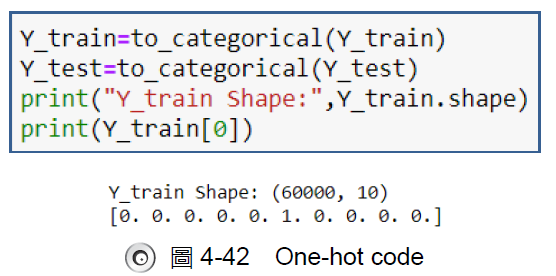 Y_train=to_categorical(Y_train)
Y_test=to_categorical(Y_test)
print("Y_train Shape:",Y_train.shape)
print(Y_train[0])
Y_train Shape: (60000, 10)
[0. 0. 0. 0. 0. 1. 0. 0. 0. 0.]
圖 4-42 One-hot code